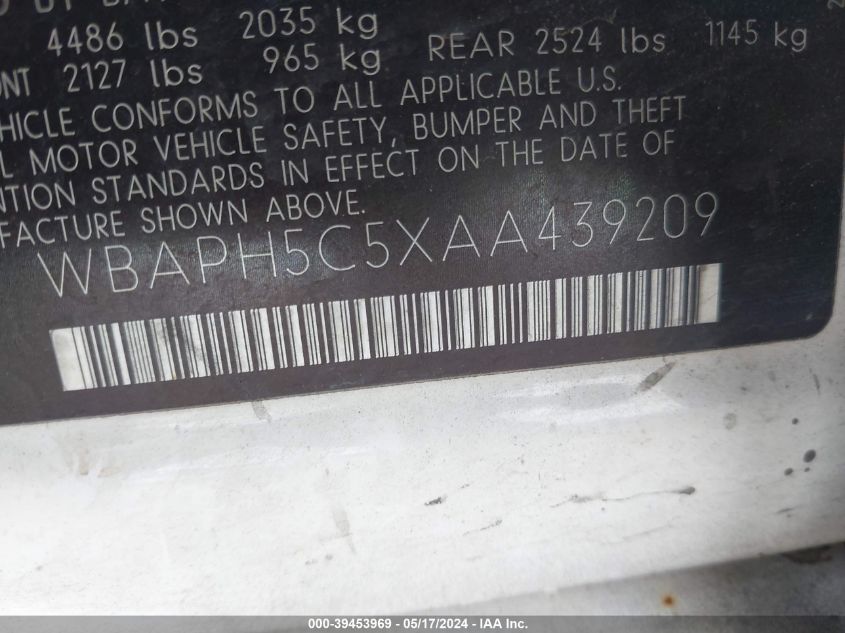 4486 lbs 2035 kg
2127 lbs 965 kg REAR 2524 lbs 1145 kg
HICLE CONFORMS TO ALL APPLICABLE U.S.
L MOTOR VEHICLE SAFETY, BUMPER AND THEFT
NTION STANDARDS IN EFFECT ON THE DATE OF
FACTURE SHOWN ABOVE.
WBAPH5C5XAA439209
000-39453969 — 05/17/2024 — IAA Inc.